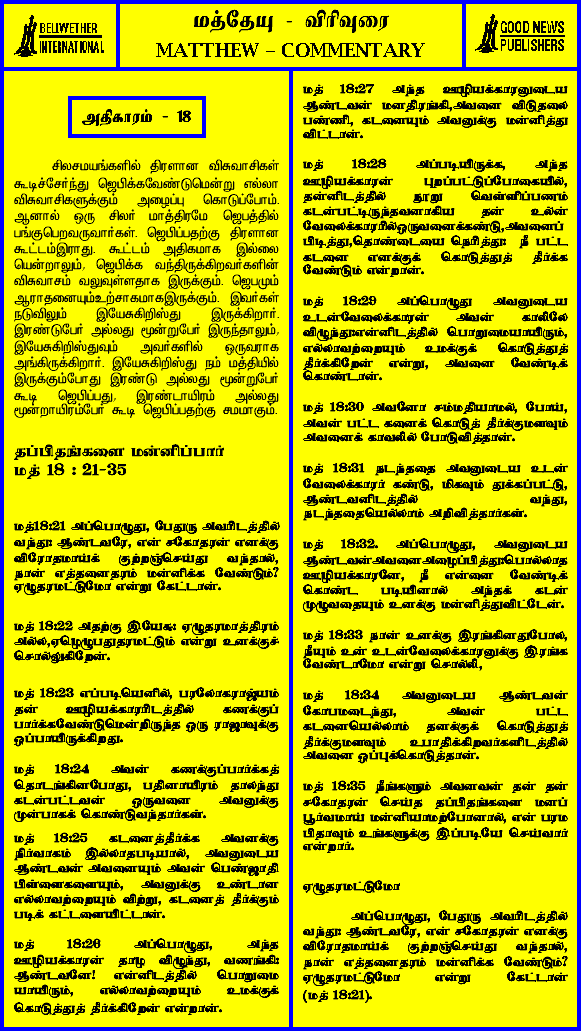 BELLWETHER
INTERNATIONAL
மத்தேயு - விரிவுரை
MATTHEW – COMMENTARY
GOOD NEWS
PUBLISHERS
அதிகாரம் - 18
சிலசமயங்களில் திரளான விசுவாசிகள்
கூடிச்சேர்ந்து ஜெபிக்கவேண்டுமென்று எல்லா
விசுவாசிகளுக்கும் அழைப்பு கொடுப்போம்.
ஆனால் ஒரு சிலர் மாத்திரமே ஜெபத்தில்
பங்குபெறவருவார்கள். ஜெபிப்பதற்கு திரளான
கூட்டம்இராது. கூட்டம் அதிகமாக இல்லை
யென்றாலும், ஜெபிக்க வந்திருக்கிறவர்களின்
விசுவாசம் வலுவுள்ளதாக இருக்கும். ஜெபமும்
ஆராதனையும்உற்சாகமாகஇருக்கும். இவர்கள்
நடுவிலும் இயேசுகிறிஸ்து இருக்கிறார்.
இரண்டுபேர் அல்லது மூன்றுபேர் இருந்தாலும்,
இயேசுகிறிஸ்துவும் அவர்களில் ஒருவராக
அங்கிருக்கிறார். இயேசுகிறிஸ்து நம் மத்தியில்
இருக்கும்போது இரண்டு அல்லது மூன்றுபேர்
கூடி ஜெபிப்பது, இரண்டாயிரம் அல்லது
மூன்றாயிரம்பேர் கூடி ஜெபிப்பதற்கு சமமாகும்.
தப்பிதங்களை மன்னிப்பார்
மத் 18 : 21-35
மத்18:21 அப்பொழுது, பேதுரு அவரிடத்தில்
வந்து: ஆண்டவரே, என் சகோதரன் எனக்கு
விரோதமாய்க் குற்றஞ்செய்து வந்தால்,
நான் எத்தனைதரம் மன்னிக்க வேண்டும்?
ஏழுதரமட்டுமோ என்று கேட்டான்.
மத் 18:22 அதற்கு இயேசு: ஏழுதரமாத்திரம்
அல்ல,ஏழெழுபதுதரமட்டும் என்று உனக்குச்
சொல்லுகிறேன்.
மத் 18:23 எப்படியெனில், பரலோகராஜ்யம்
தன் ஊழியக்காரரிடத்தில் கணக்குப்
பார்க்கவேண்டுமென்றிருந்த ஒரு ராஜாவுக்கு
ஒப்பாயிருக்கிறது.
மத் 18:24 அவன் கணக்குப்பார்க்கத்
தொடங்கினபோது, பதினாயிரம் தாலந்து
கடன்பட்டவன் ஒருவனை அவனுக்கு
முன்பாகக் கொண்டுவந்தார்கள்.
மத் 18:25 கடனைத்தீர்க்க அவனக்கு
நிர்வாகம் இல்லாதபடியால், அவனுடைய
ஆண்டவன் அவனையும் அவன் பெண்ஜாதி
பிள்ளைகளையும், அவனுக்கு உண்டான
எல்லாவற்றையும் விற்று, கடனைத் தீர்க்கும்
படிக் கட்டளையிட்டான்.
மத் 18:26 அப்பொழுது, அந்த
ஊழியக்காரன் தாழ விழுந்து, வணங்கி:
ஆண்டவனே! என்னிடத்தில் பொறுமை
யாயிரும், எல்லாவற்றையும் உமக்குக்
கொடுத்துத் தீர்க்கிறேன் என்றான்.
மத் 18:27 அந்த ஊழியக்காரனுடைய
ஆண்டவன் மனதிரங்கி,அவனை விடுதலை
பண்ணி, கடனையும் அவனுக்கு மன்னித்து
விட்டான்.
மத் 18:28 அப்படியிருக்க, அந்த
ஊழியக்காரன் புறப்பட்டுப்போகையில்,
தன்னிடத்தில் நூறு வெள்ளிப்பணம்
கடன்பட்டிருந்தவனாகிய தன் உடன்
வேலைக்காரரில்ஒருவனைக்கண்டு,அவனைப்
பிடித்து,தொண்டையை நெரித்து: நீ பட்ட
கடனை எனக்குக் கொடுத்துத் தீர்க்க
வேண்டும் என்றான்.
மத் 18:29 அப்பொழுது அவனுடைய
உடன்வேலைக்காரன் அவன் காலிலே
விழுந்து:என்னிடத்தில் பொறுமையாயிரும்,
எல்லாவற்றையும் உமக்குக் கொடுத்துத்
தீர்க்கிறேன் என்று, அவனை வேண்டிக்
கொண்டான்.
மத் 18:30 அவனோ சம்மதியாமல், போய்,
அவன் பட்ட கனைக் கொடுத் தீர்க்குமளவும்
அவனைக் காவலில் போடுவித்தான்.
மத் 18:31 நடந்ததை அவனுடைய உடன்
வேலைக்காரர் கண்டு, மிகவும் துக்கப்பட்டு,
ஆண்டவனிடத்தில் வந்து,
நடந்ததையெல்லாம் அறிவித்தார்கள்.
மத் 18:32. அப்பொழுது, அவனுடைய
ஆண்டவன்அவனைஅழைப்பித்து:பொல்லாத
ஊழியக்காரனே, நீ என்னை வேண்டிக்
கொண்ட படியினால் அந்தக் கடன்
முழுவதையும் உனக்கு மன்னித்துவிட்டேன்.
மத் 18:33 நான் உனக்கு இரங்கினதுபோல,
நீயும் உன் உடன்வேலைக்காரனுக்கு இரங்க
வேண்டாமோ என்று சொல்லி,
மத் 18:34 அவனுடைய ஆண்டவன்
கோபமடைந்து, அவன் பட்ட
கடனையெல்லாம் தனக்குக் கொடுத்துத்
தீர்க்குமளவும் உபாதிக்கிறவர்களிடத்தில்
அவனை ஒப்புக்கொடுத்தான்.
மத் 18:35 நீங்களும் அவனவன் தன் தன்
சகோதரன் செய்த தப்பிதங்களை மனப்
பூர்வமாய் மன்னியாமற்போனால், என் பரம
பிதாவும் உங்களுக்கு இப்படியே செய்வார்
என்றார்.
ஏழுதரமட்டுமோ
அப்பொழுது, பேதுரு அவரிடத்தில்
வந்து: ஆண்டவரே, என் சகோதரன் எனக்கு
விரோதமாய்க் குற்றஞ்செய்து வந்தால்,
நான் எத்தனைதரம் மன்னிக்க வேண்டும்?
ஏழுதரமட்டுமோ என்று கேட்டான்
(மத் 18:21).